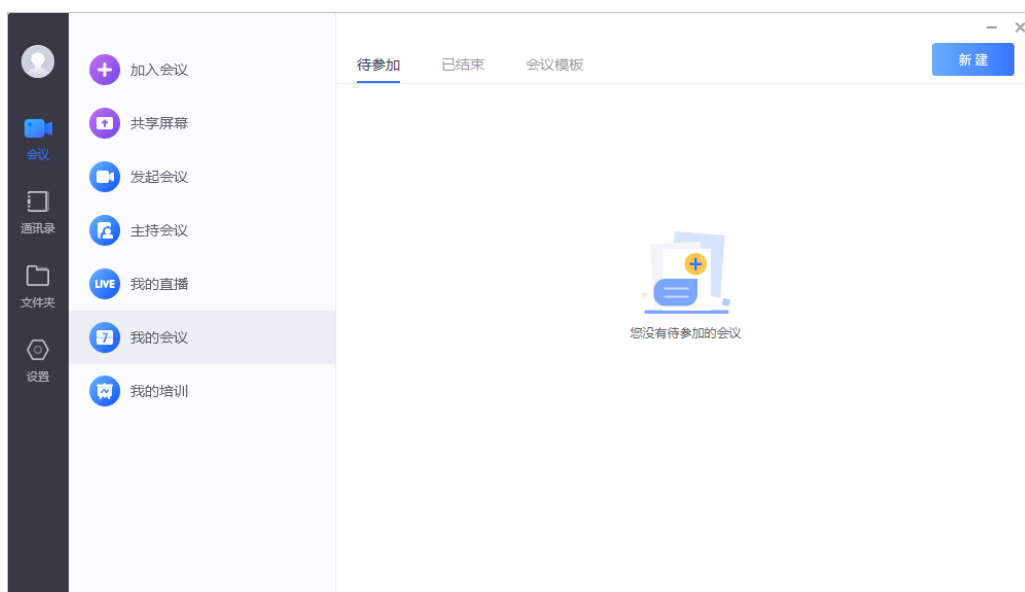 会议
通讯录
文件夹
设置
加入会议
共享屏幕
发起会议
主持会议
LIVE 我的直播
7 我的会议
我的培训
待参加 已结束 会议模板 新建
您没有待参加的会议